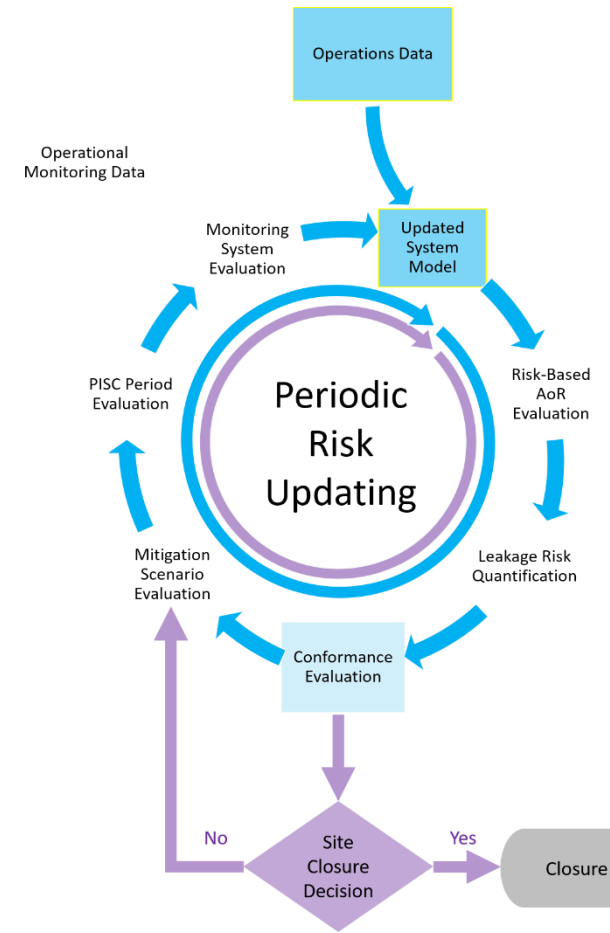 Operations Data
Operational
Monitoring Data
Monitoring
System
Evaluation
Updated
System
Model
Risk-Based
AoR
Evaluation
PISC Period
Evaluation
Periodic
Risk
Updating
Leakage Risk
Quantification
Mitigation
Scenario
Evaluation
Conformance
Evaluation
No
Yes
Site
Closure
Decision
Closure